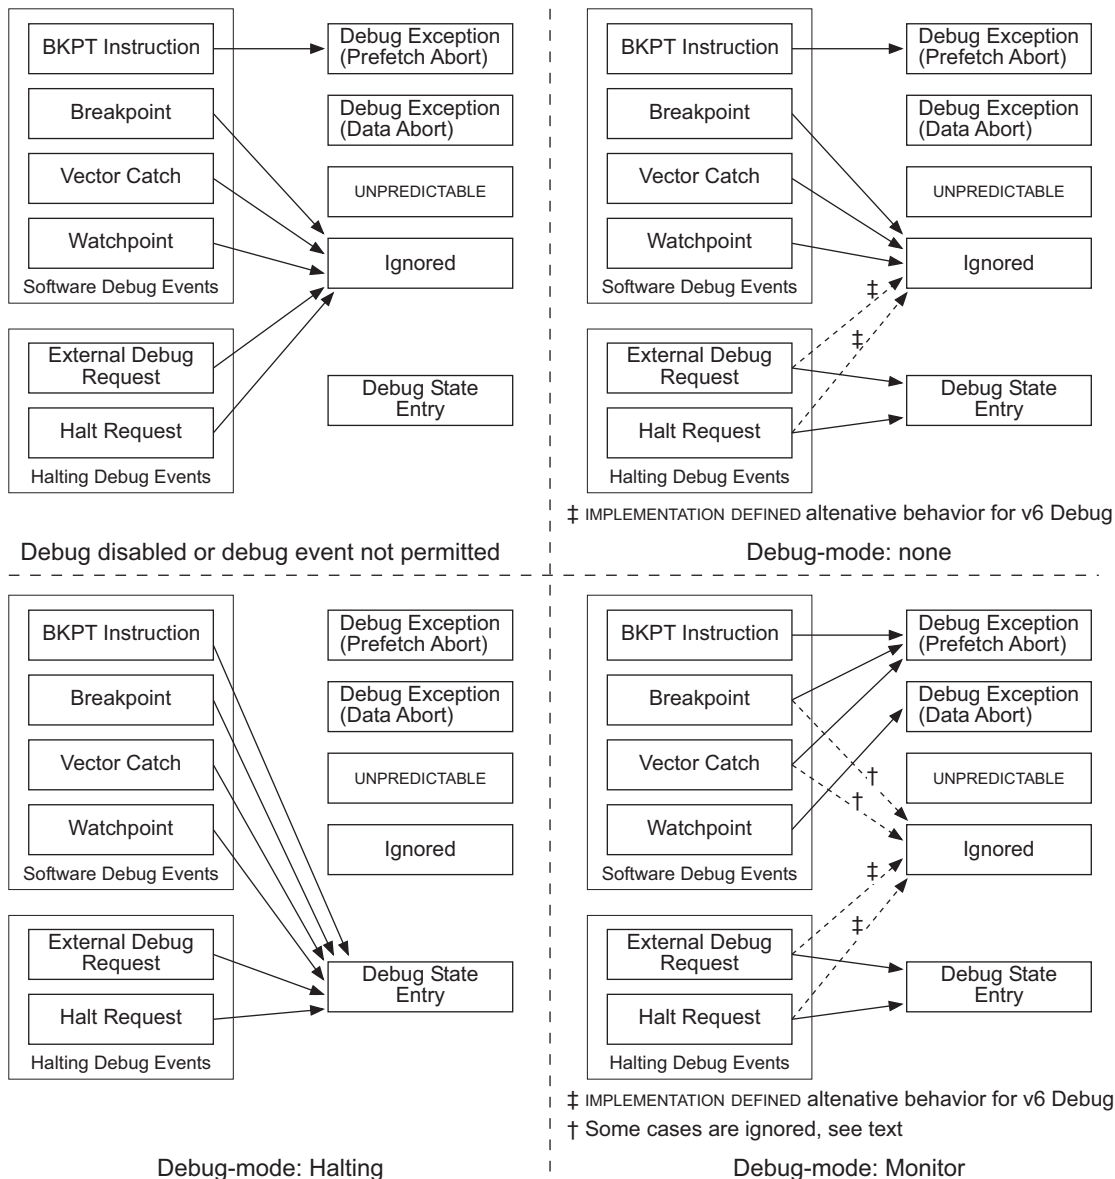 BKPT Instruction
Breakpoint
Vector Catch
Watchpoint
Software Debug Events
External Debug
Request
Halt Request
Halting Debug Events
Debug Exception
(Prefetch Abort)
Debug Exception
(Data Abort)
UNPREDICTABLE
Ignored
Debug State
Entry
Debug disabled or debug event not permitted
BKPT Instruction
Breakpoint
Vector Catch
Watchpoint
Software Debug Events
External Debug
Request
Halt Request
Halting Debug Events
Debug Exception
(Prefetch Abort)
Debug Exception
(Data Abort)
UNPREDICTABLE
Ignored
‡
‡
Debug State
Entry
‡ IMPLEMENTATION DEFINED altenative behavior for v6 Debug
Debug-mode: none
BKPT Instruction
Breakpoint
Vector Catch
Watchpoint
Software Debug Events
External Debug
Request
Halt Request
Halting Debug Events
Debug Exception
(Prefetch Abort)
Debug Exception
(Data Abort)
UNPREDICTABLE
Ignored
Debug State
Entry
Debug-mode: Halting
BKPT Instruction
Breakpoint
Vector Catch
Watchpoint
Software Debug Events
External Debug
Request
Halt Request
Halting Debug Events
Debug Exception
(Prefetch Abort)
Debug Exception
(Data Abort)
†
†
UNPREDICTABLE
Ignored
‡
‡
Debug State
Entry
‡ IMPLEMENTATION DEFINED altenative behavior for v6 Debug
† Some cases are ignored, see text
Debug-mode: Monitor